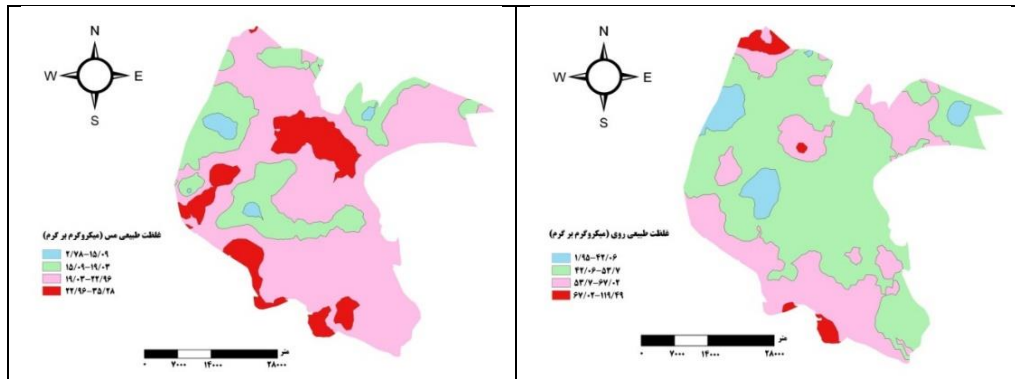 N
W E
S
غلظت طبیعی مس (میکروگرم بر گرم)
۲/۷۸-۱۵/۰۹
۱۵/۰۹-۱۹/۰۳
۱۹/۰۳-۲۲/۹۶
۲۲/۹۶-۳۵/۲۸
متر
۰ ۷۰۰۰ ۱۴۰۰۰ ۲۸۰۰۰
N
W E
S
غلظت طبیعی روی (میکروگرم بر گرم)
۱/۹۵-۴۲/۰۶
۴۲/۰۶-۵۳/۷
۵۳/۷-۶۷/۰۲
۶۷/۰۲-۱۱۹/۴۹
متر
۰ ۷۰۰۰ ۱۴۰۰۰ ۲۸۰۰۰